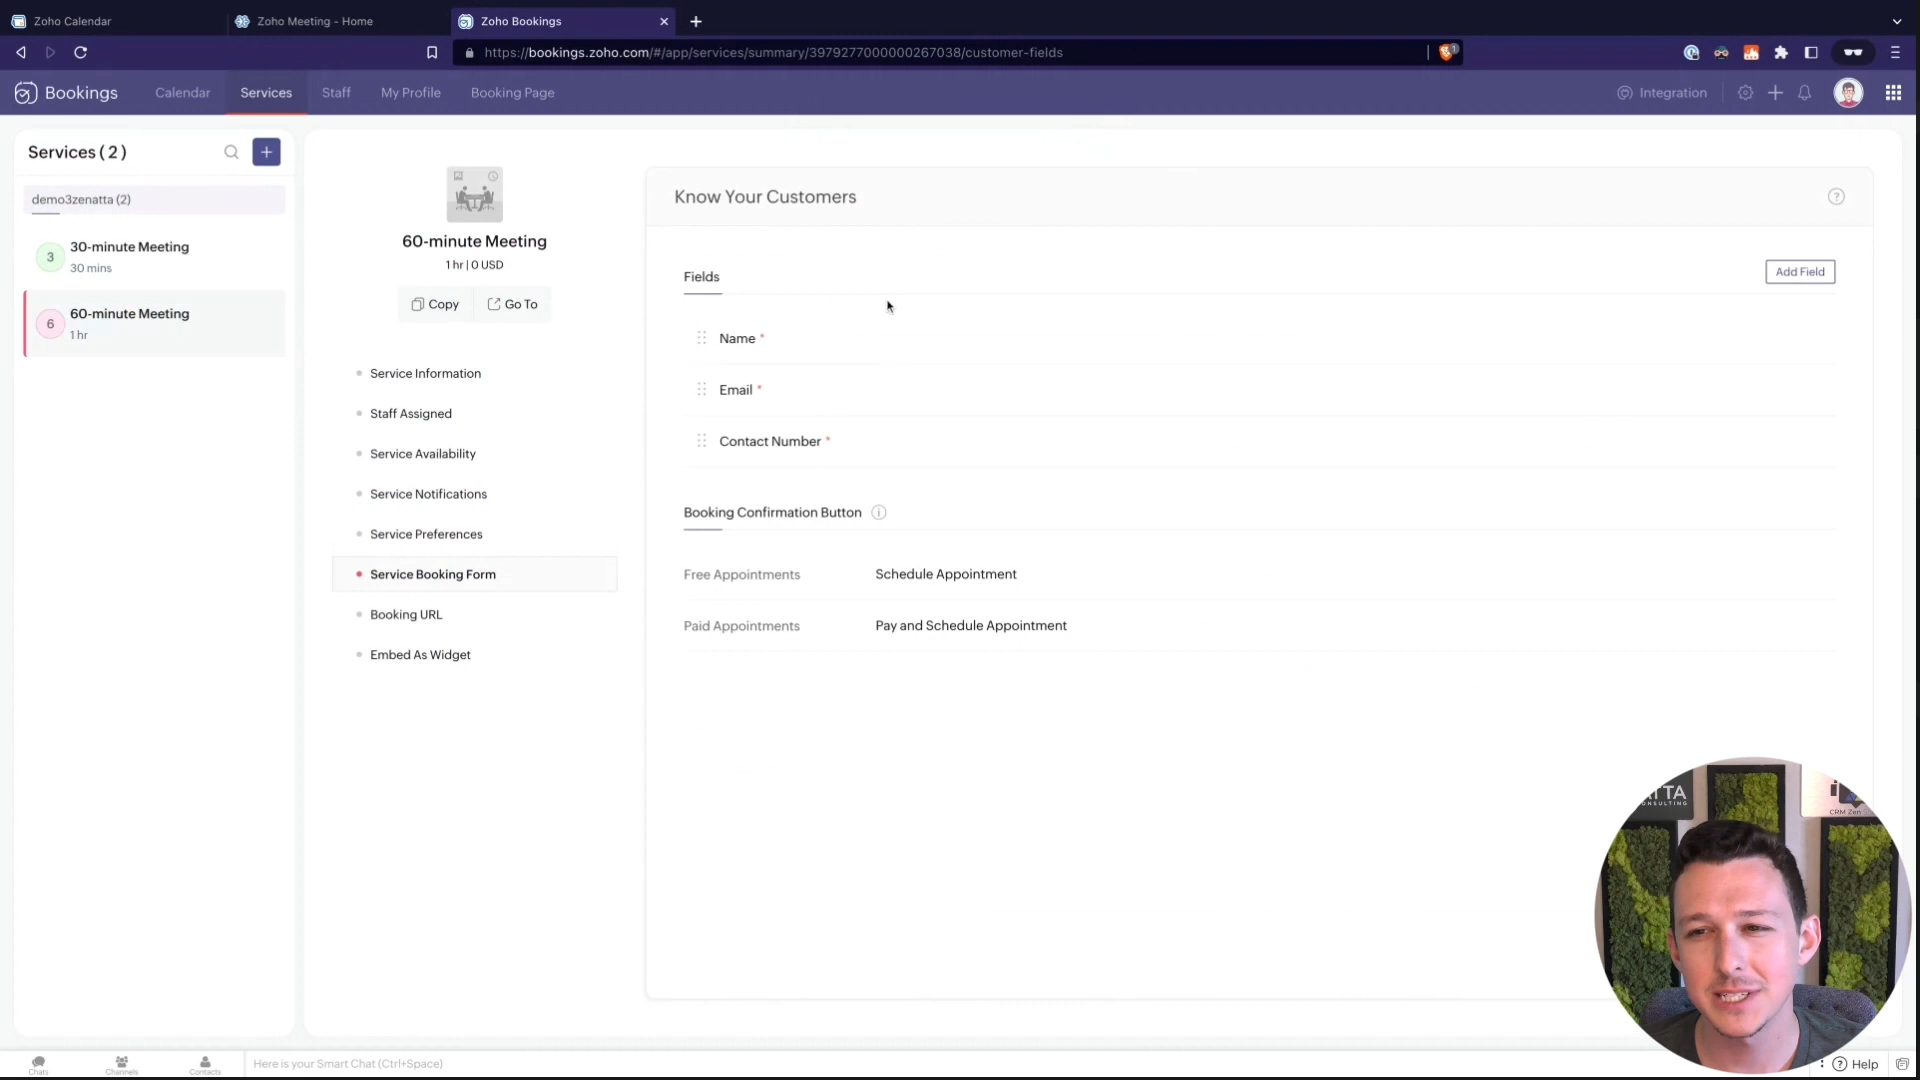 Zoho Calendar
Zoho Meeting - Home
Zoho Bookings
https://bookings.zoho.com/#/app/services/summary/3979277000000267038/customer-fields
1
Bookings
Calendar
Services
Staff
My Profile
Booking Page
Integration
Services ( 2 )
demo3zenatta (2)
3
30-minute Meeting
30 mins
6
60-minute Meeting
1 hr
60-minute Meeting
1 hr | 0 USD
Copy
Go To
Service Information
Staff Assigned
Service Availability
Service Notifications
Service Preferences
Service Booking Form
Booking URL
Embed As Widget
Know Your Customers
Fields
Add Field
Name *
Email *
Contact Number *
Booking Confirmation Button
Free Appointments
Schedule Appointment
Paid Appointments
Pay and Schedule Appointment
Chats
Channels
Contacts
Here is your Smart Chat (Ctrl+Space)
Help